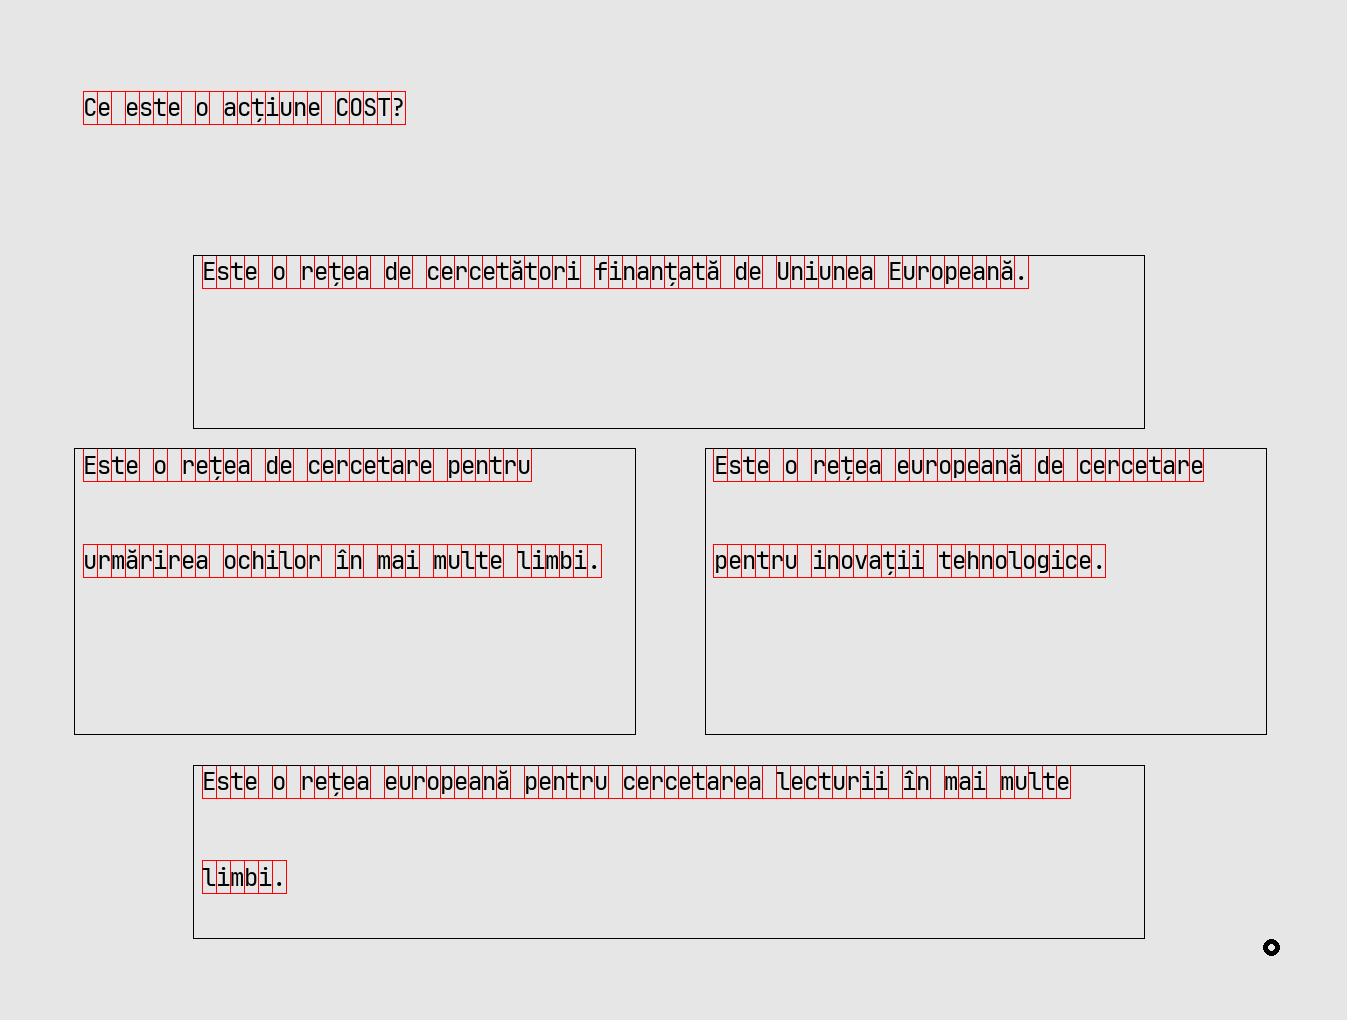 Ce este o acțiune COST?
Este o rețea de cercetători finanțată de Uniunea Europeană.
Este o rețea de cercetare pentru
urmărirea ochilor în mai multe limbi.
Este o rețea europeană de cercetare
pentru inovații tehnologice.
Este o rețea europeană pentru cercetarea lecturii în mai multe
limbi.